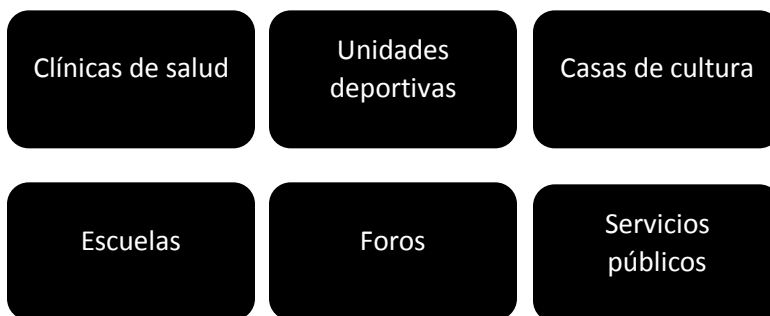 Clínicas de salud
Unidades
deportivas
Casas de cultura
Escuelas
Foros
Servicios
públicos